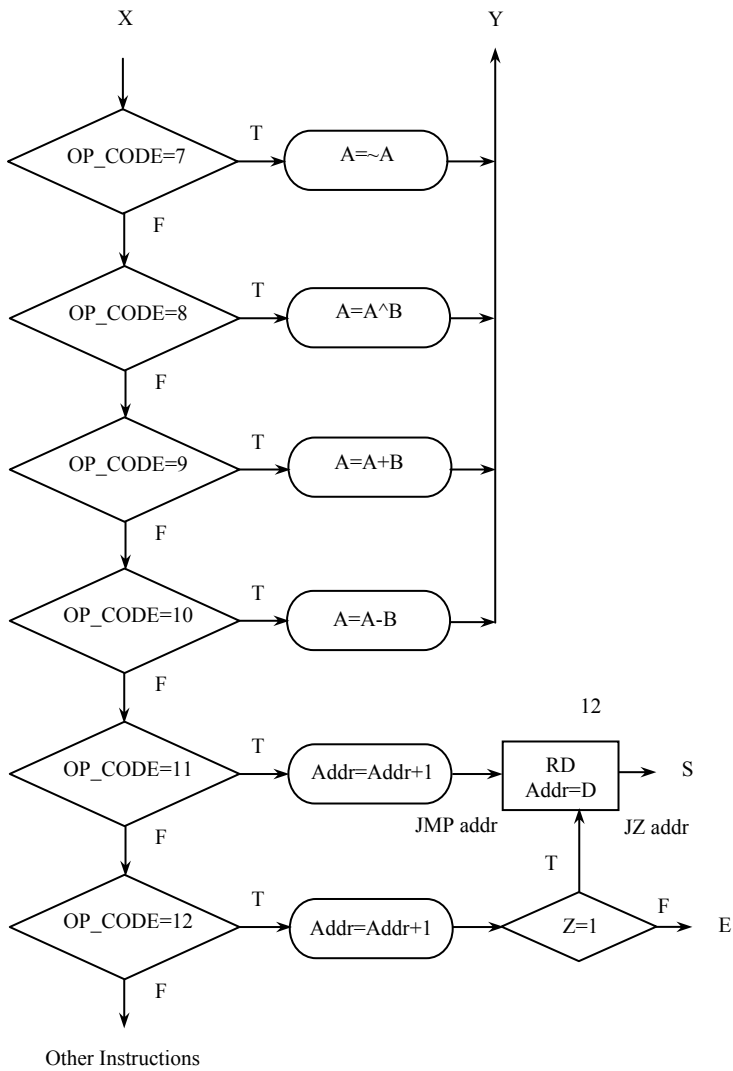 X
Y
OP_CODE=7
T
A=~A
F
OP_CODE=8
T
A=A^B
F
OP_CODE=9
T
A=A+B
F
OP_CODE=10
T
A=A-B
F
12
OP_CODE=11
T
Addr=Addr+1
RD
Addr=D
S
JMP addr
JZ addr
F
T
OP_CODE=12
T
Addr=Addr+1
Z=1
F
E
F
Other Instructions